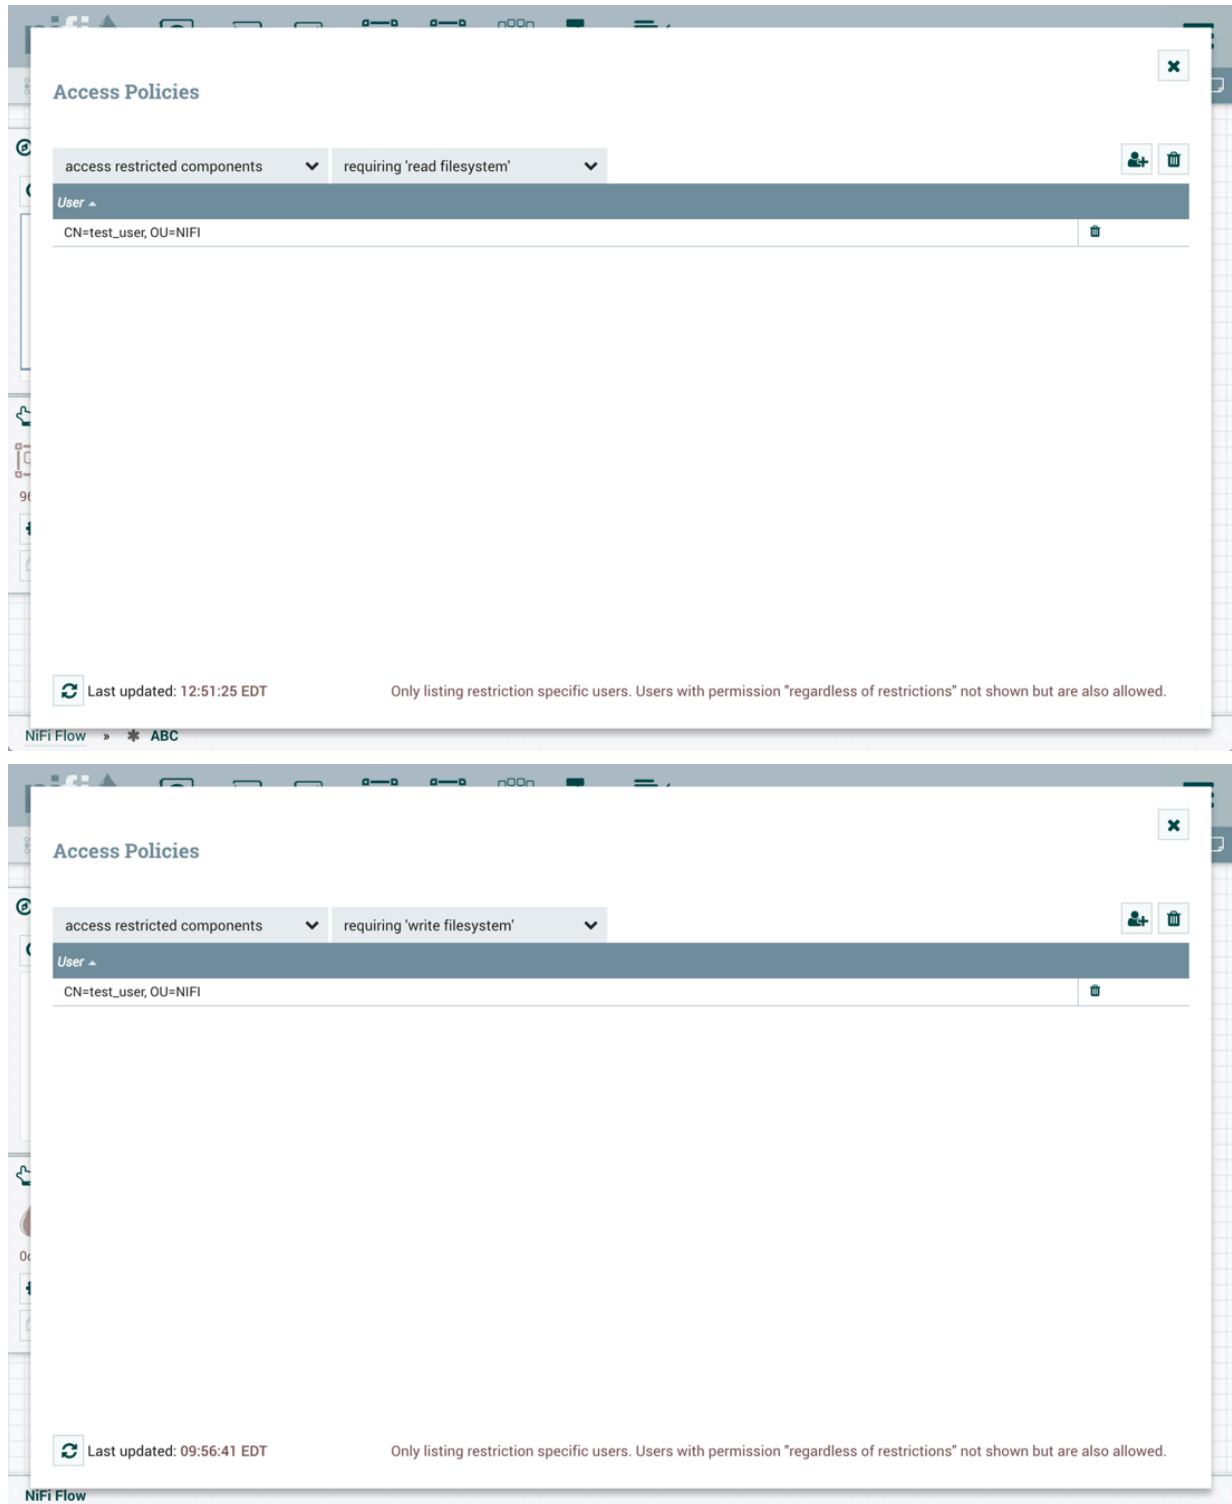 Access Policies
access restricted components requiring 'read filesystem'
User
CN=test_user, OU=NIFI
Last updated: 12:51:25 EDT Only listing restriction specific users. Users with permission "regardless of restrictions" not shown but are also allowed.
NiFi Flow » ABC
Access Policies
access restricted components requiring 'write filesystem'
User
CN=test_user, OU=NIFI
Last updated: 09:56:41 EDT Only listing restriction specific users. Users with permission "regardless of restrictions" not shown but are also allowed.
NiFi Flow